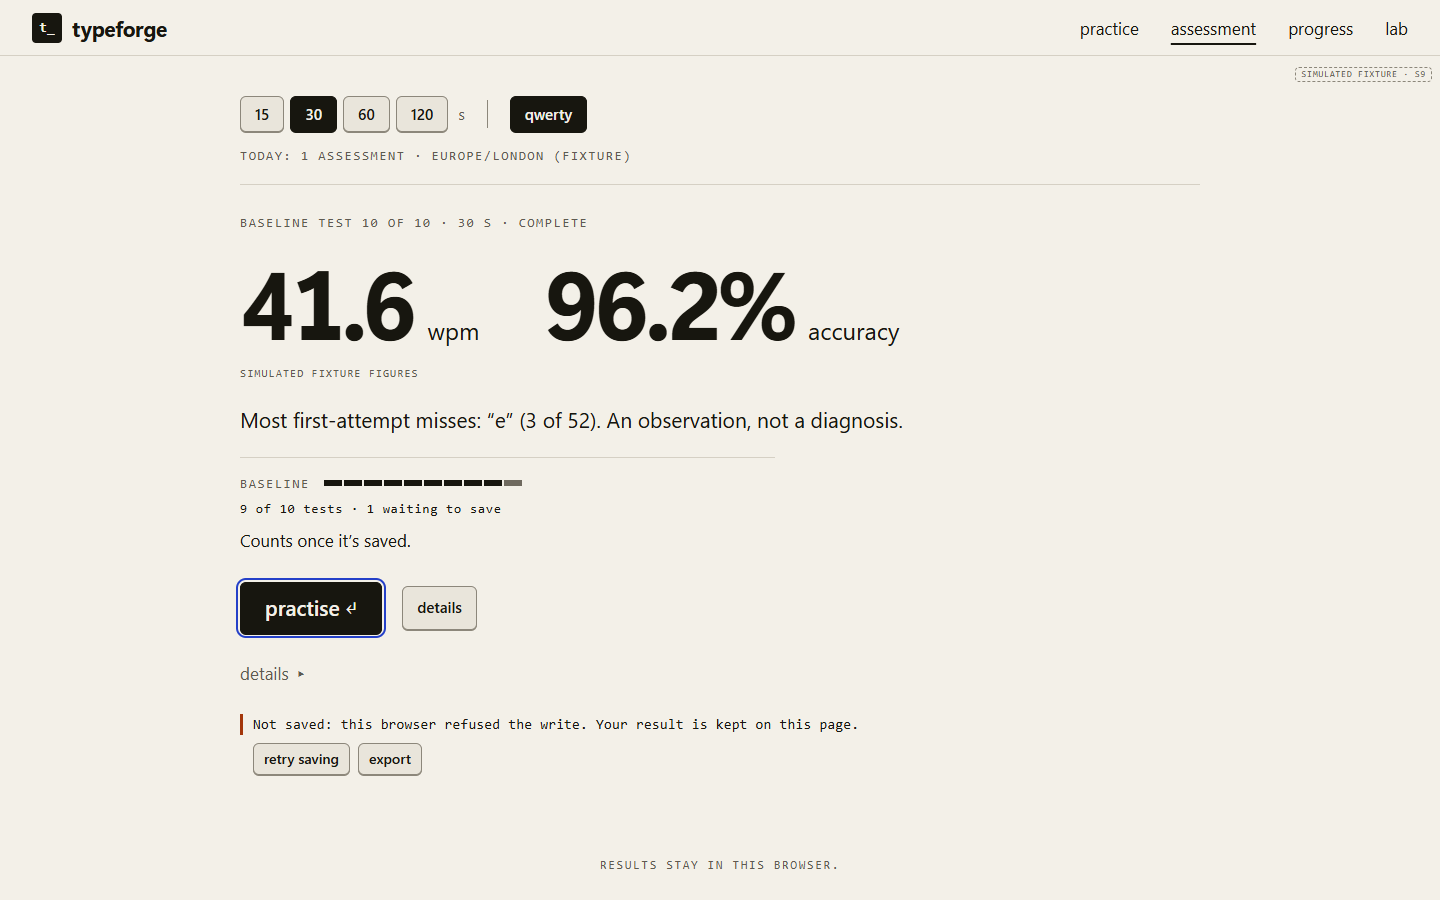 t_ typeforge
practice assessment progress lab
SIMULATED FIXTURE · S9
15 30 60 120 s qwerty
TODAY: 1 ASSESSMENT · EUROPE/LONDON (FIXTURE)
BASELINE TEST 10 OF 10 · 30 S · COMPLETE
41.6 wpm 96.2% accuracy
SIMULATED FIXTURE FIGURES
Most first-attempt misses: “e” (3 of 52). An observation, not a diagnosis.
BASELINE
9 of 10 tests · 1 waiting to save
Counts once it’s saved.
practise ↵ details
details ▸
Not saved: this browser refused the write. Your result is kept on this page.
retry saving export
RESULTS STAY IN THIS BROWSER.